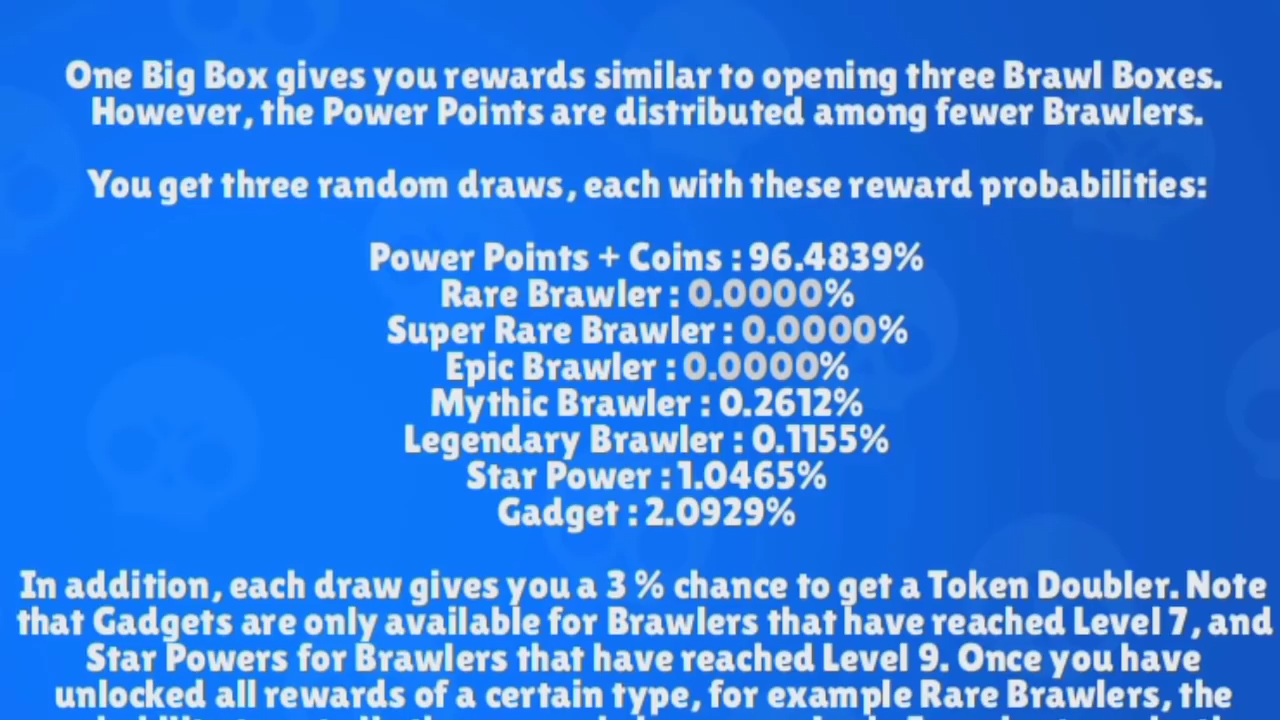 One Big Box gives you rewards similar to opening three Brawl Boxes.
However, the Power Points are distributed among fewer Brawlers.
You get three random draws, each with these reward probabilities:
Power Points + Coins : 96.4839%
Rare Brawler : 0.0000%
Super Rare Brawler : 0.0000%
Epic Brawler : 0.0000%
Mythic Brawler : 0.2612%
Legendary Brawler : 0.1155%
Star Power : 1.0465%
Gadget : 2.0929%
In addition, each draw gives you a 3 % chance to get a Token Doubler. Note
that Gadgets are only available for Brawlers that have reached Level 7, and
Star Powers for Brawlers that have reached Level 9. Once you have
unlocked all rewards of a certain type, for example Rare Brawlers, the